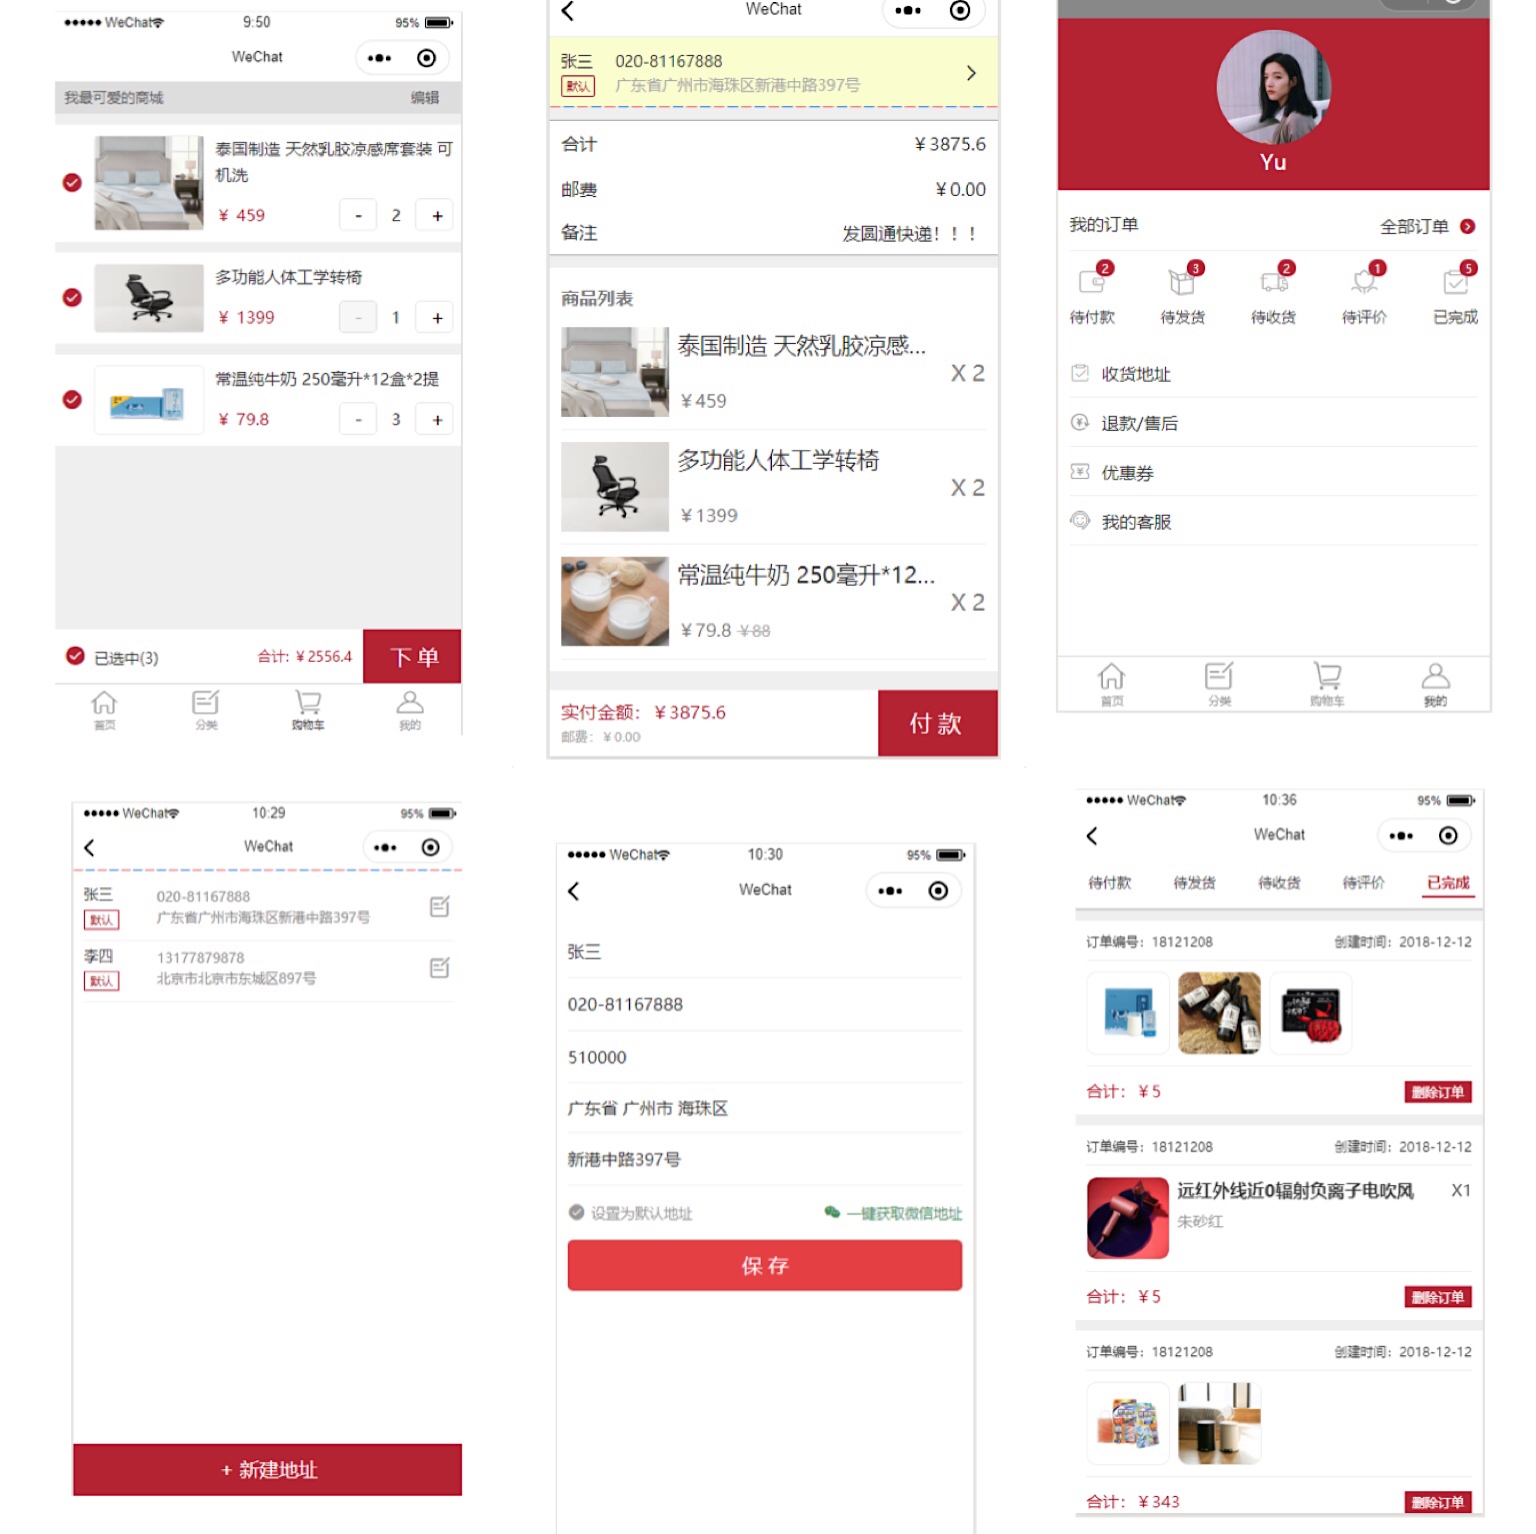 WeChat
9:50
95%
WeChat
我最可爱的商城
编辑
泰国制造 天然乳胶凉感席套装 可
机洗
¥ 459
- 2 +
多功能人体工学转椅
¥ 1399
- 1 +
常温纯牛奶 250毫升*12盒*2提
¥ 79.8
- 3 +
已选中(3)
合计: ¥2556.4
下单
首页
分类
购物车
我的
WeChat
张三 020-81167888
默认 广东省广州市海珠区新港中路397号
合计 ¥3875.6
邮费 ¥0.00
备注 发圆通快递！！！
商品列表
泰国制造 天然乳胶凉感...
X 2
¥459
多功能人体工学转椅
X 2
¥1399
常温纯牛奶 250毫升*12...
X 2
¥79.8 ¥88
实付金额： ¥3875.6
邮费： ¥0.00
付款
Yu
我的订单
全部订单
2
3
2
1
5
待付款
待发货
待收货
待评价
已完成
收货地址
退款/售后
优惠券
我的客服
首页
分类
购物车
我的
WeChat
10:29
95%
WeChat
张三 020-81167888
默认 广东省广州市海珠区新港中路397号
李四 13177879878
默认 北京市北京市东城区897号
+ 新建地址
WeChat
10:30
95%
WeChat
张三
020-81167888
510000
广东省 广州市 海珠区
新港中路397号
设置为默认地址
一键获取微信地址
保存
WeChat
10:36
95%
WeChat
待付款
待发货
待收货
待评价
已完成
订单编号：18121208 创建时间：2018-12-12
合计： ¥5
删除订单
订单编号：18121208 创建时间：2018-12-12
远红外线近0辐射负离子电吹风 X1
朱砂红
合计： ¥5
删除订单
订单编号：18121208 创建时间：2018-12-12
合计： ¥343
删除订单